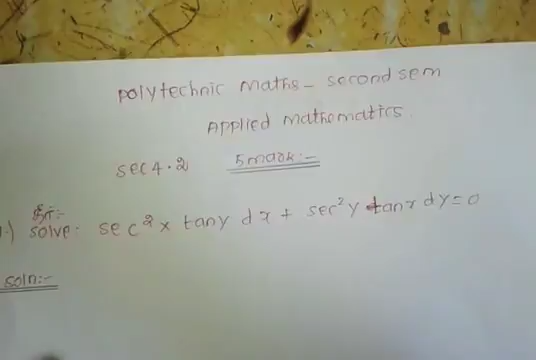 polytechnic maths - second sem
Applied mathematics.
sec 4.2 5 mark:-
தீர்:-
1.) solve: sec²x tany dx + sec²y tanx dy = 0
soln:-